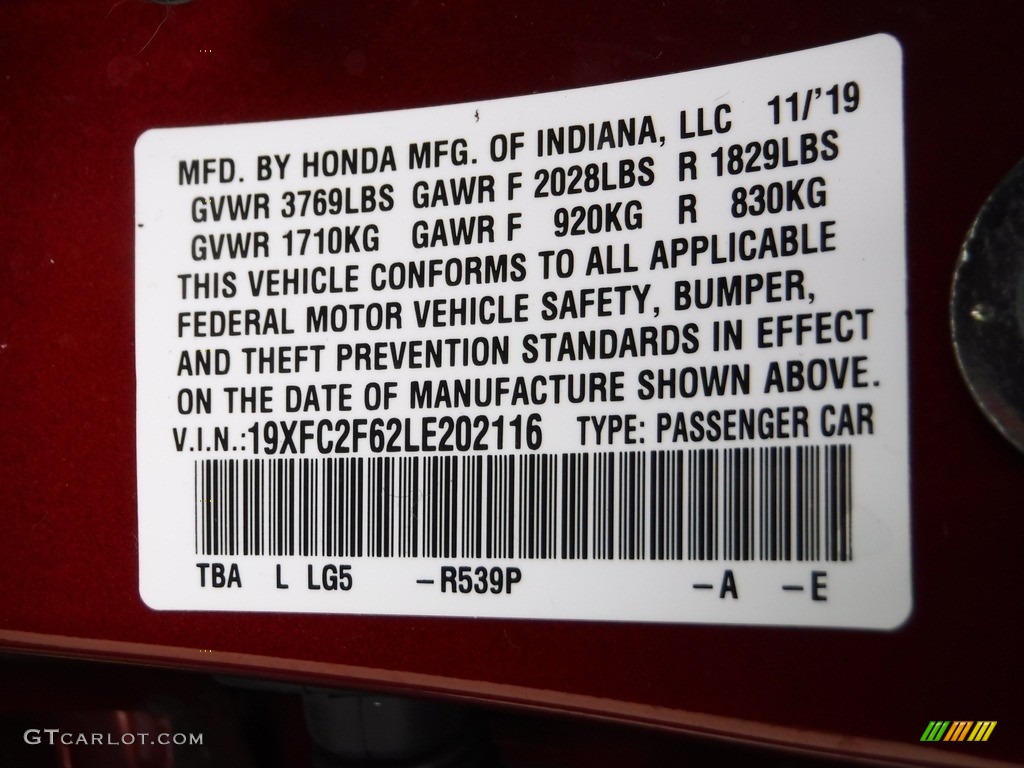 MFD. BY HONDA MFG. OF INDIANA, LLC 11/'19
GVWR 3769LBS GAWR F 2028LBS R 1829LBS
GVWR 1710KG GAWR F 920KG R 830KG
THIS VEHICLE CONFORMS TO ALL APPLICABLE
FEDERAL MOTOR VEHICLE SAFETY, BUMPER,
AND THEFT PREVENTION STANDARDS IN EFFECT
ON THE DATE OF MANUFACTURE SHOWN ABOVE.
V.I.N.:19XFC2F62LE202116 TYPE: PASSENGER CAR
TBA L LG5 -R539P -A -E
GTCARLOT.COM